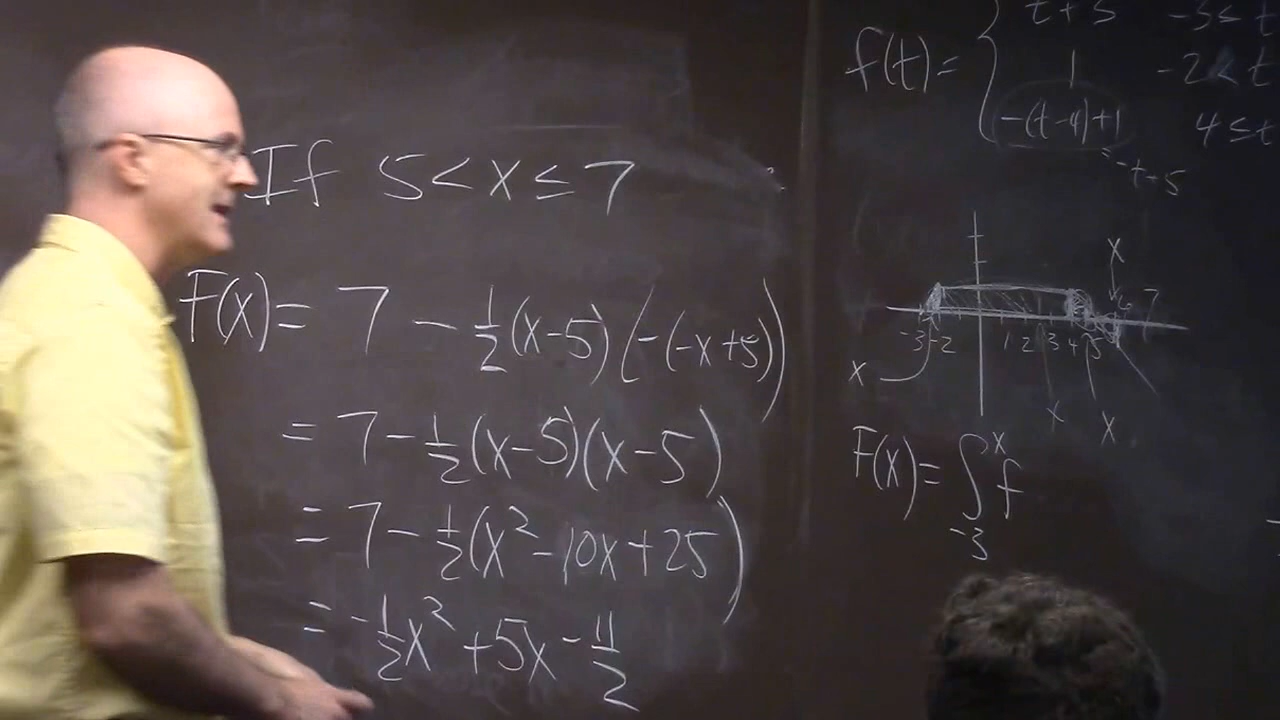 If 5 < x ≤ 7
F(x) = 7 - 1/2(x-5)(-(-x+5))
= 7 - 1/2(x-5)(x-5)
= 7 - 1/2(x² - 10x + 25)
= -1/2x² + 5x - 11/2
t+3 -3 ≤ t
f(t) = { 1 -2 < t
-(t-4)+1 4 ≤ t
x
7
-3 -2 1 2 3 4 5
x
x x
F(x) = ∫₋₃ˣ f